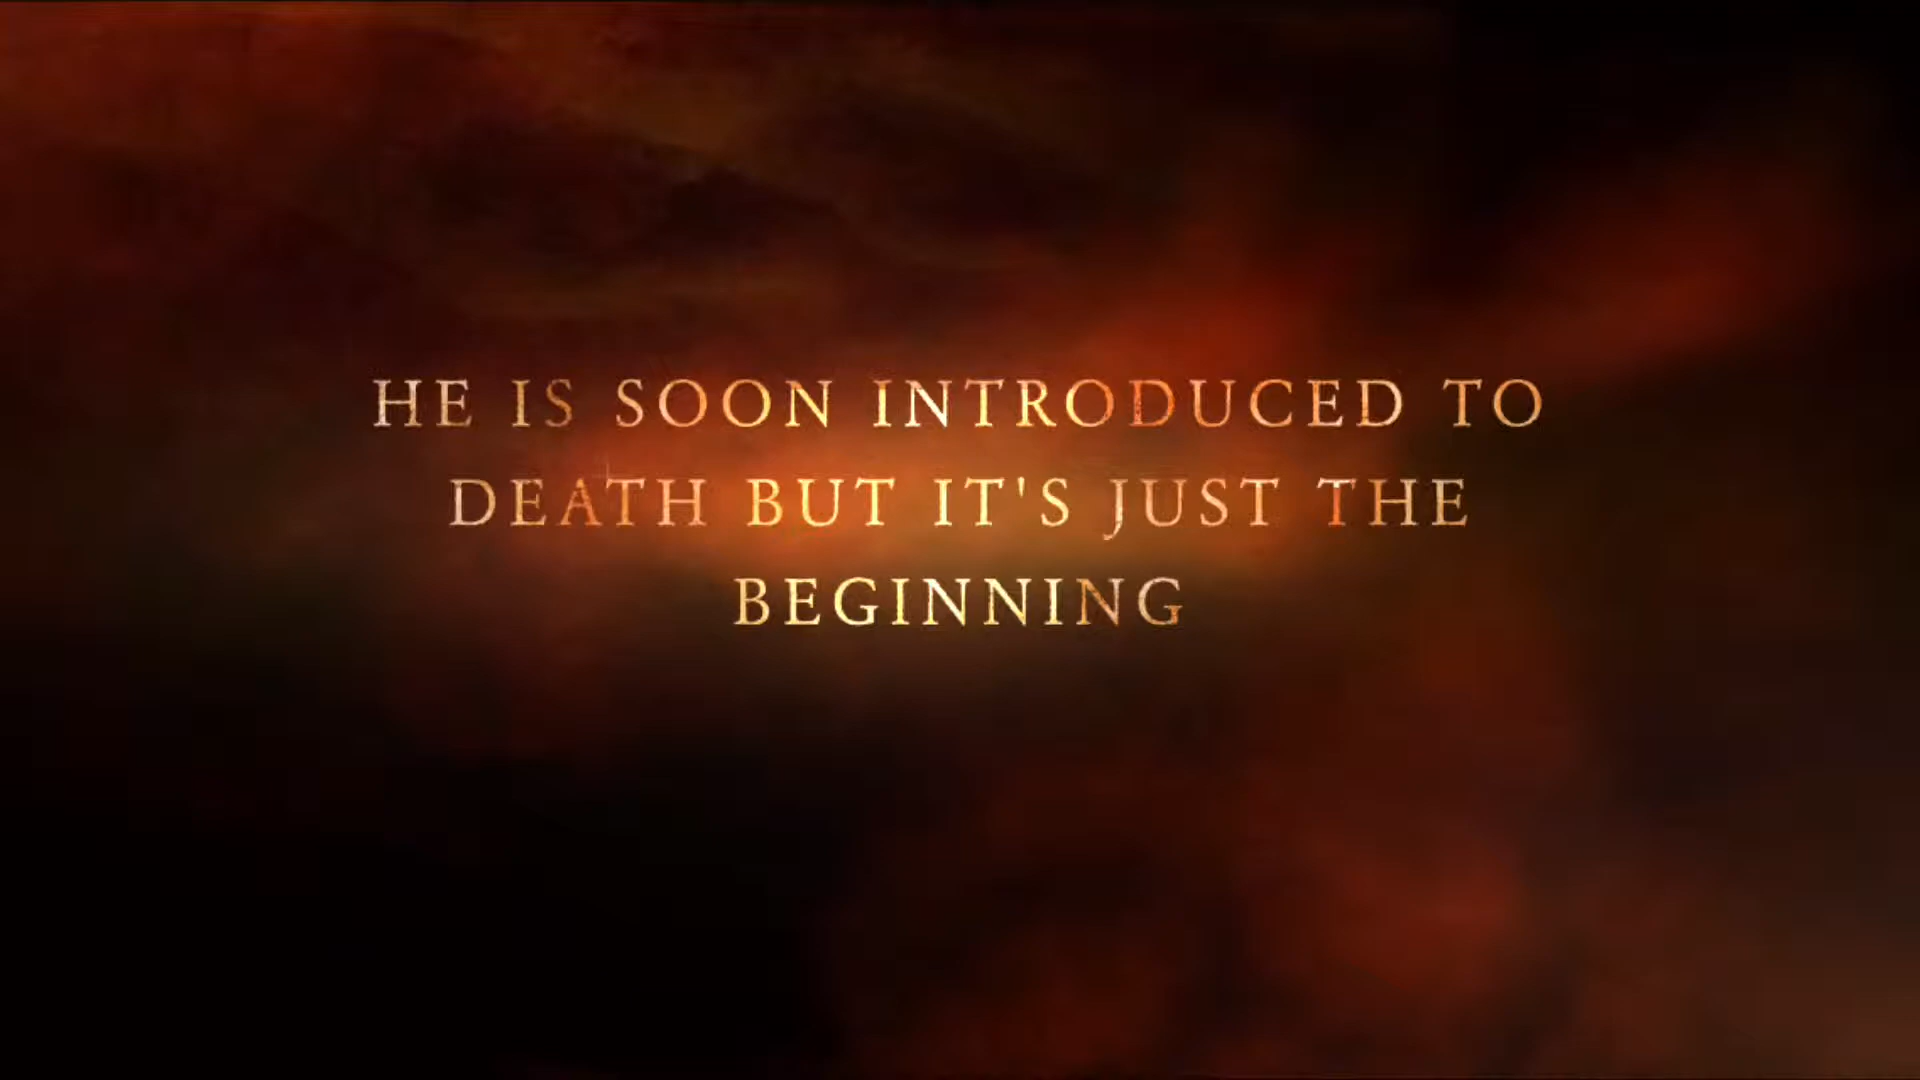 HE IS SOON INTRODUCED TO
DEATH BUT IT'S JUST THE
BEGINNING